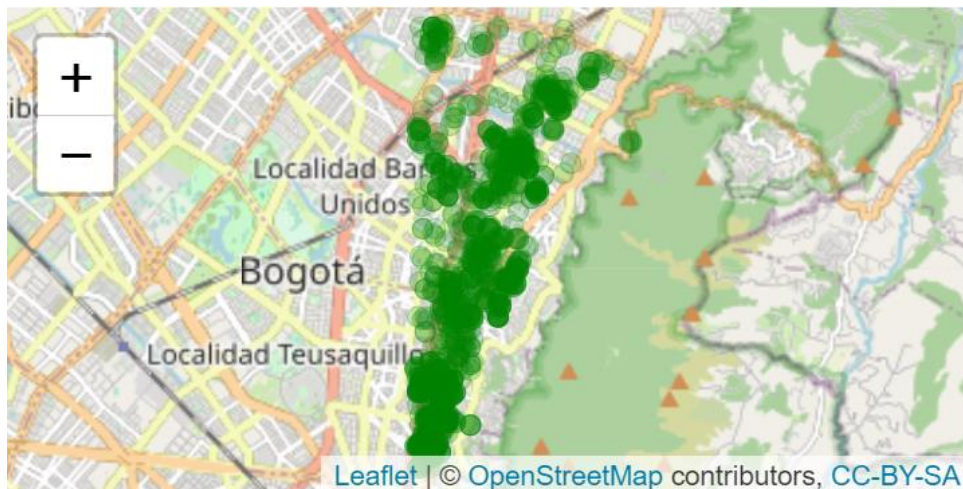 +
−
Localidad Barrios
Unidos
Bogotá
Localidad Teusaquillo
Leaflet | © OpenStreetMap contributors, CC-BY-SA